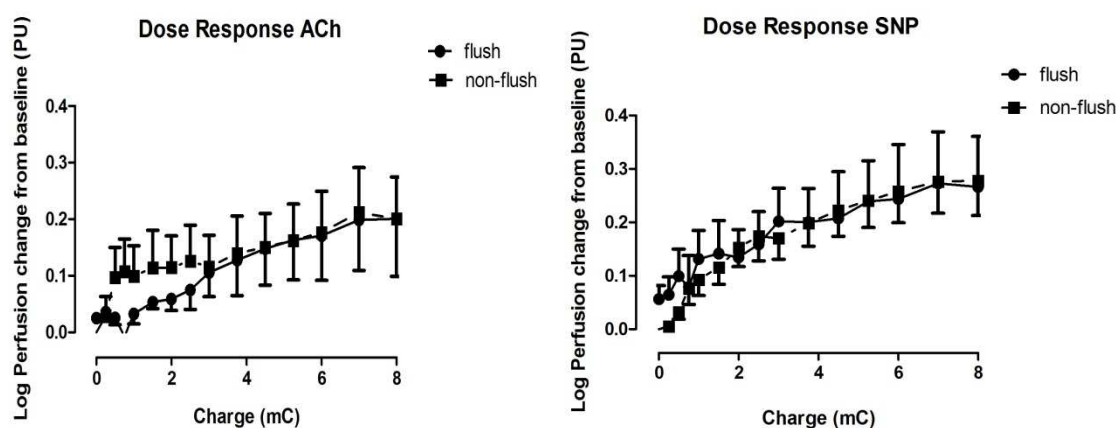 Dose Response ACh
flush
non-flush
Log Perfusion change from baseline (PU)
0.4
0.3
0.2
0.1
0.0
0 2 4 6 8
Charge (mC)
Dose Response SNP
flush
non-flush
Log Perfusion change from baseline (PU)
0.4
0.3
0.2
0.1
0.0
0 2 4 6 8
Charge (mC)